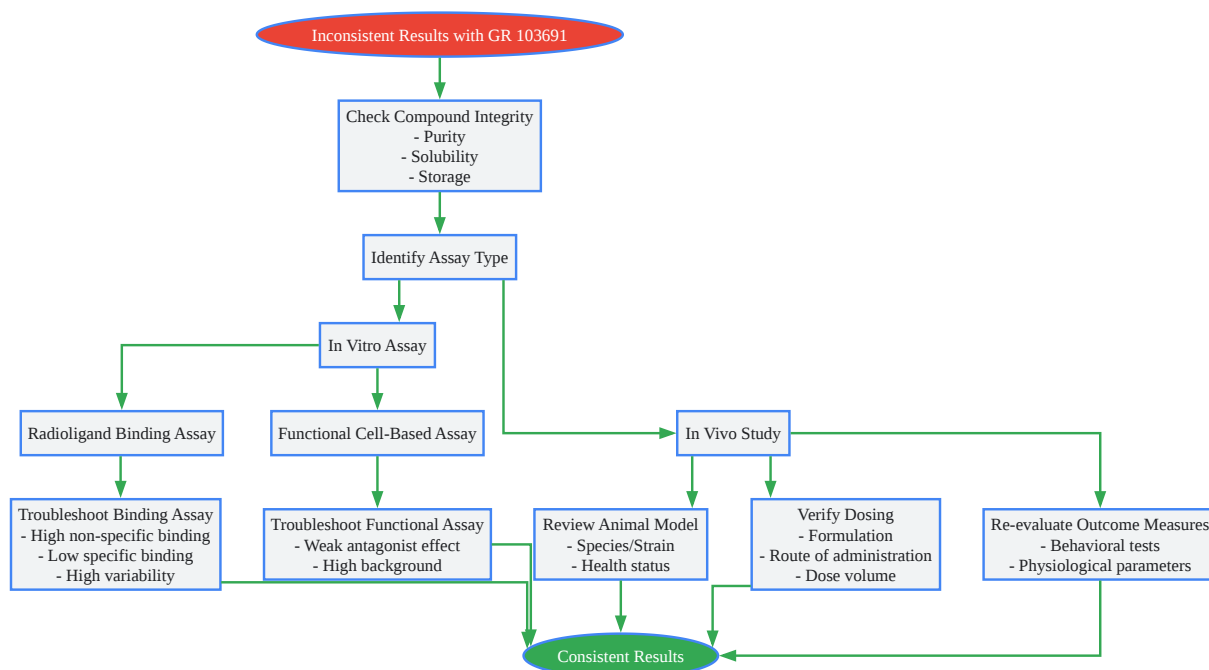 Inconsistent Results with GR 103691
Check Compound Integrity
- Purity
- Solubility
- Storage
Identify Assay Type
In Vitro Assay
Radioligand Binding Assay
Functional Cell-Based Assay
In Vivo Study
Troubleshoot Binding Assay
- High non-specific binding
- Low specific binding
- High variability
Troubleshoot Functional Assay
- Weak antagonist effect
- High background
Review Animal Model
- Species/Strain
- Health status
Verify Dosing
- Formulation
- Route of administration
- Dose volume
Re-evaluate Outcome Measures
- Behavioral tests
- Physiological parameters
Consistent Results